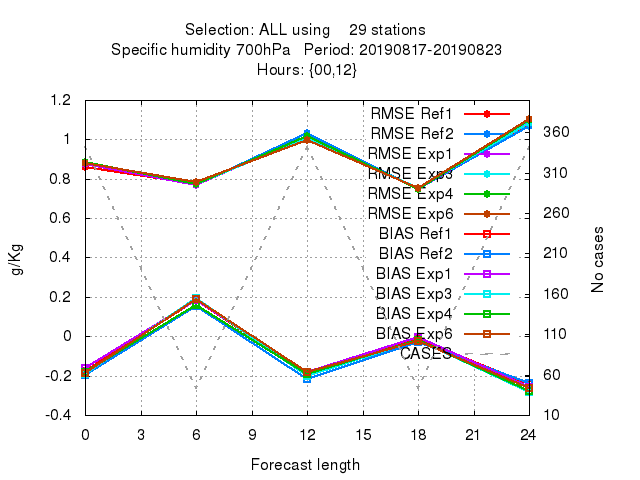 Selection: ALL using 29 stations
Specific humidity 700hPa Period: 20190817-20190823
Hours: {00,12}
1.2
1
0.8
0.6
0.4
0.2
0
-0.2
-0.4
g/Kg
RMSE Ref1
RMSE Ref2
RMSE Exp1
RMSE Exp3
RMSE Exp4
RMSE Exp6
BIAS Ref1
BIAS Ref2
BIAS Exp1
BIAS Exp3
BIAS Exp4
BIAS Exp6
CASES
360
310
260
210
160
110
60
10
No cases
0 3 6 9 12 15 18 21 24
Forecast length